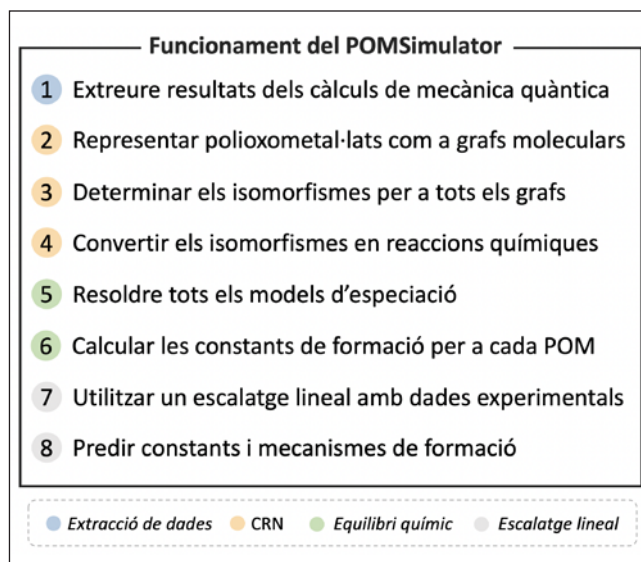 Funcionament del POMSimulator
1 Extreure resultats dels càlculs de mecànica quàntica
2 Representar polioxometal·lats com a grafs moleculars
3 Determinar els isomorfismes per a tots els grafs
4 Convertir els isomorfismes en reaccions químiques
5 Resoldre tots els models d'especiació
6 Calcular les constants de formació per a cada POM
7 Utilitzar un escalatge lineal amb dades experimentals
8 Predir constants i mecanismes de formació
Extracció de dades CRN Equilibri químic Escalatge lineal